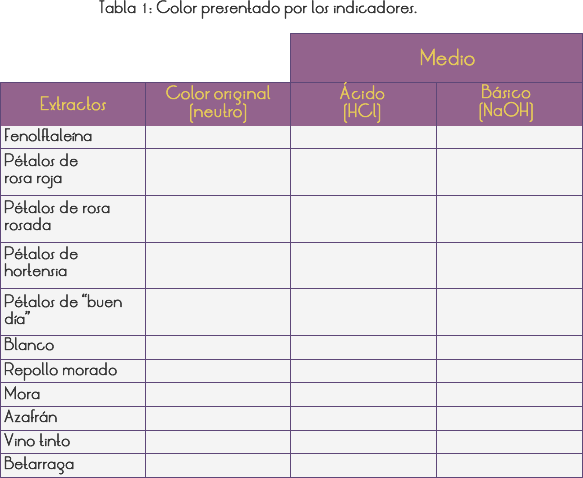 Tabla 1: Color presentado por los indicadores.
Medio
Extractos
Color original
(neutro)
Ácido
(HCl)
Básico
(NaOH)
Fenolftaleína
Pétalos de
rosa roja
Pétalos de rosa
rosada
Pétalos de
hortensia
Pétalos de “buen
día”
Blanco
Repollo morado
Mora
Azafrán
Vino tinto
Betarraga